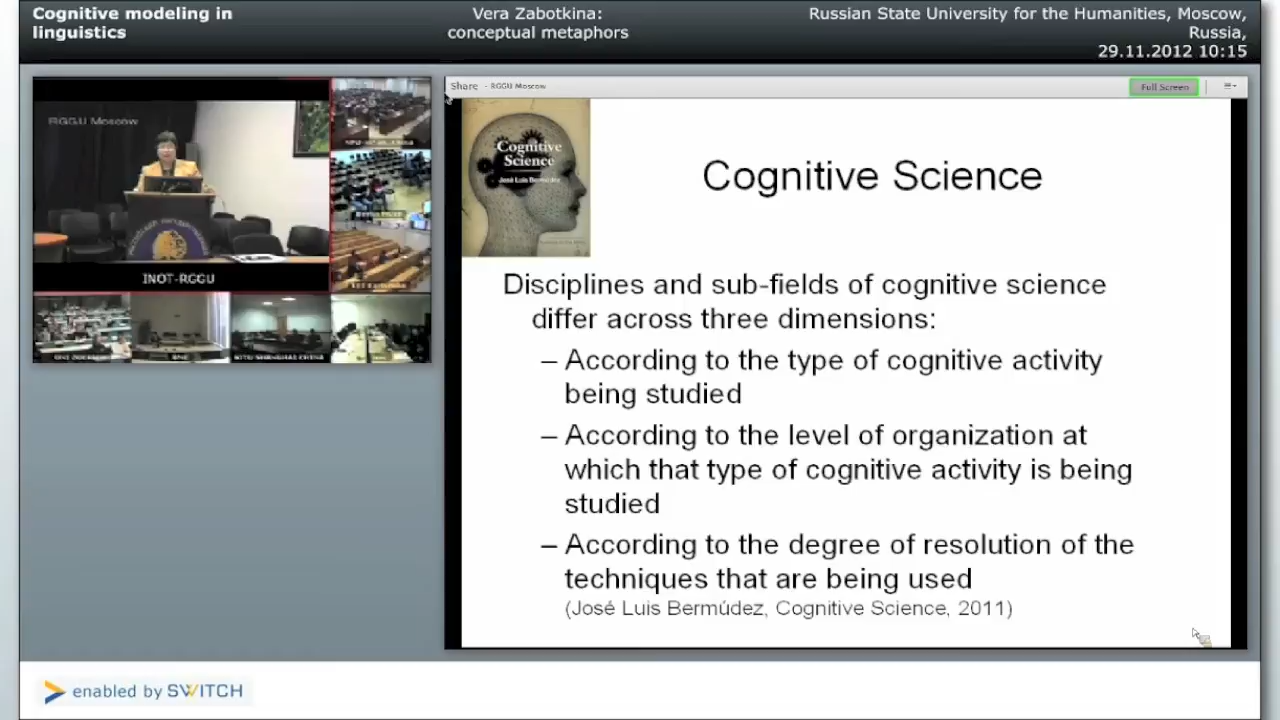 Cognitive modeling in
linguistics
Vera Zabotkina:
conceptual metaphors
Russian State University for the Humanities, Moscow,
Russia,
29.11.2012 10:15
Share - RGGU Moscow
Full Screen
RGGU Moscow
INOT-RGGU
Cognitive
Science
José Luis Bermúdez
Cognitive Science
Disciplines and sub-fields of cognitive science
differ across three dimensions:
– According to the type of cognitive activity
being studied
– According to the level of organization at
which that type of cognitive activity is being
studied
– According to the degree of resolution of the
techniques that are being used
(José Luis Bermúdez, Cognitive Science, 2011)
enabled by SWITCH